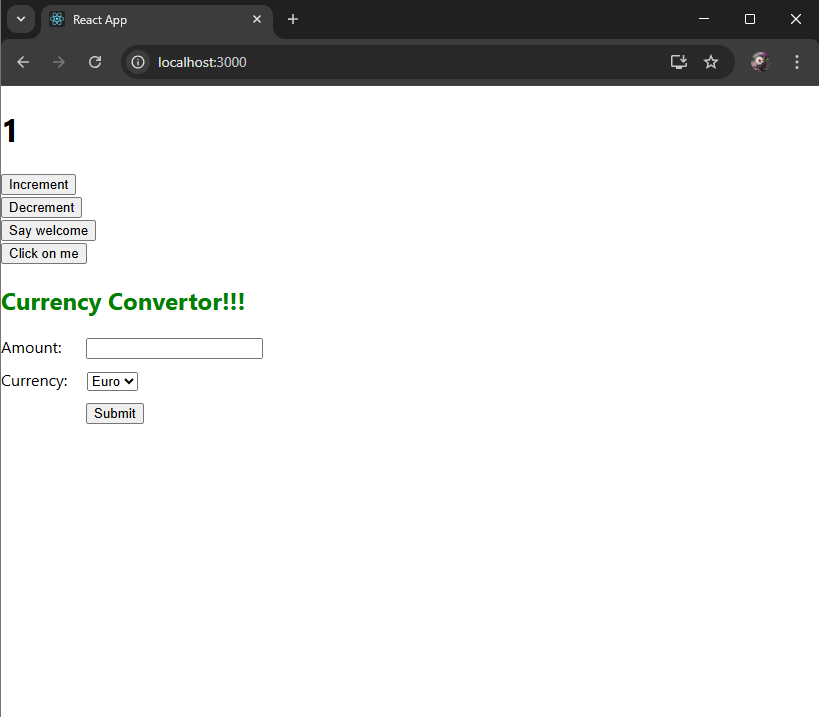 React App
localhost:3000
1
Increment
Decrement
Say welcome
Click on me
Currency Convertor!!!
Amount:
Currency: Euro
Submit